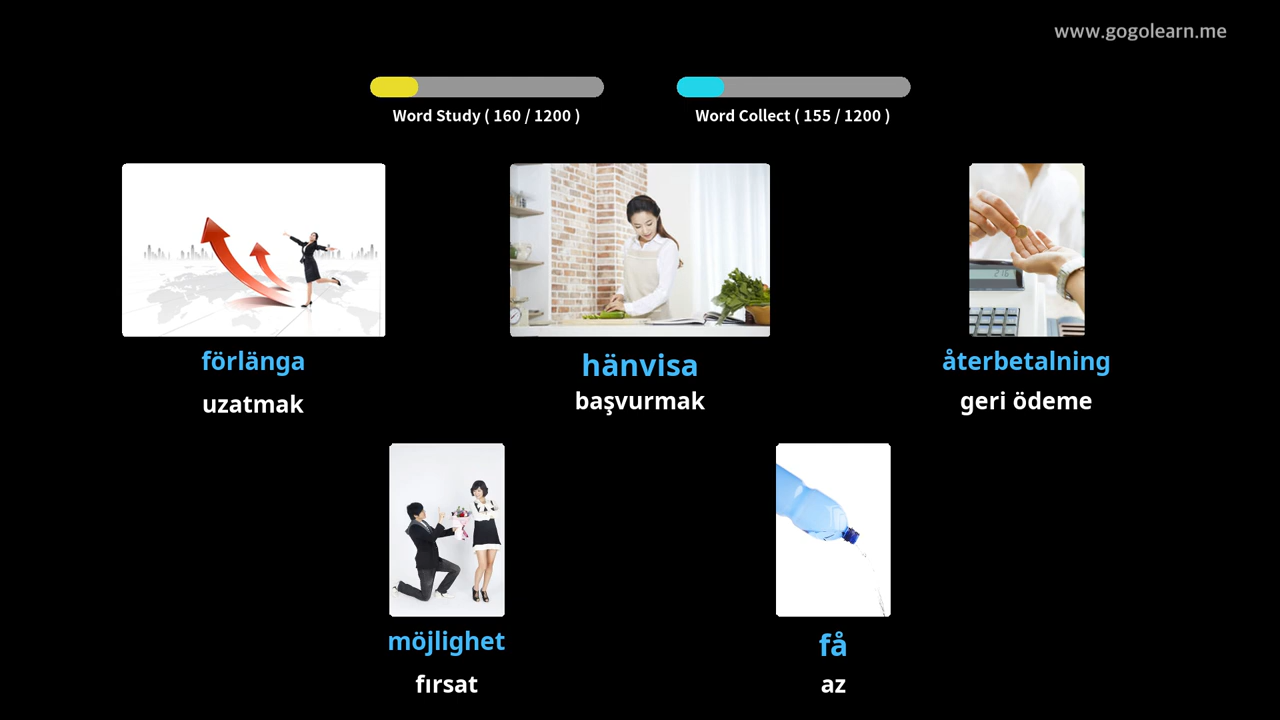 www.gogolearn.me
Word Study ( 160 / 1200 )
Word Collect ( 155 / 1200 )
förlänga
uzatmak
hänvisa
başvurmak
återbetalning
geri ödeme
möjlighet
fırsat
få
az